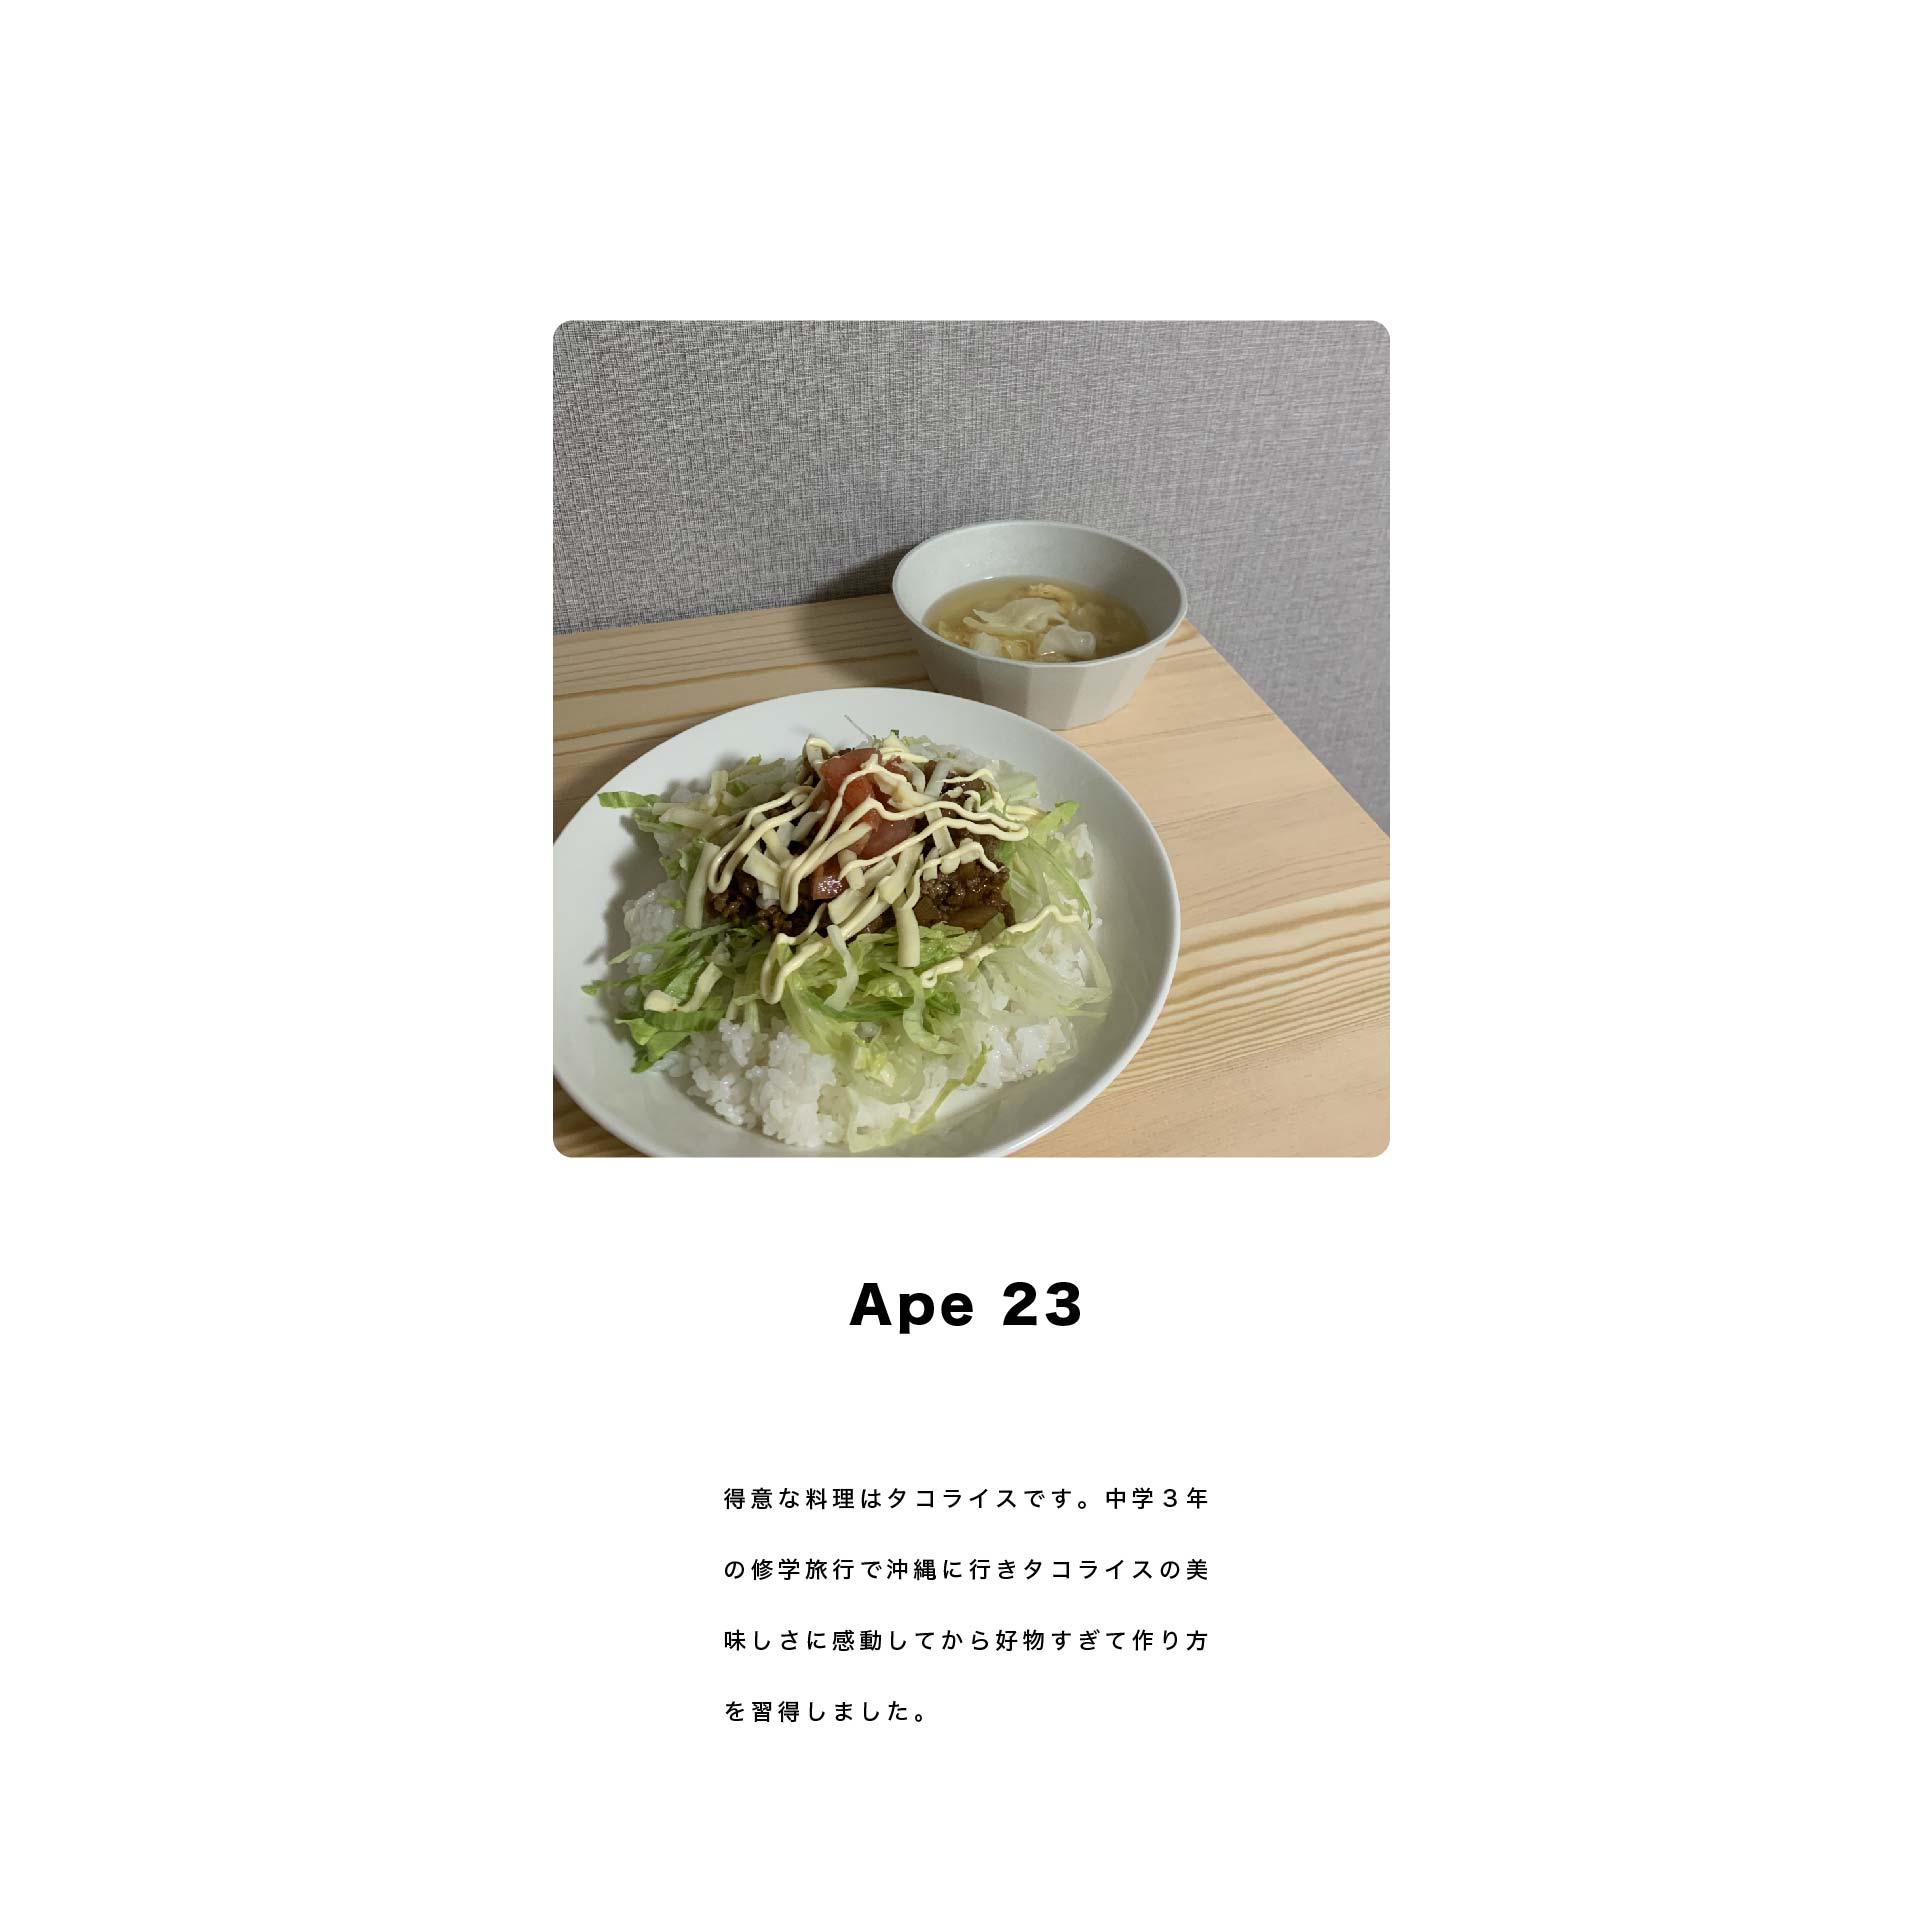 Ape 23
得意な料理はタコライスです。中学３年
の修学旅行で沖縄に行きタコライスの美
味しさに感動してから好物すぎて作り方
を習得しました。